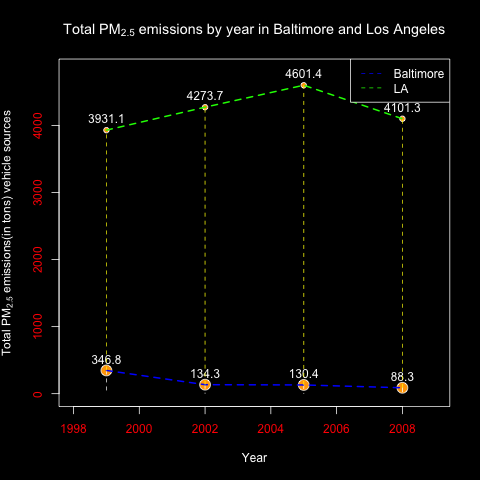 Total PM2.5 emissions by year in Baltimore and Los Angeles
Baltimore
LA
4601.4
4273.7
4101.3
3931.1
346.8
134.3
130.4
88.3
Total PM2.5 emissions(in tons) vehicle sources
4000
3000
2000
1000
0
1998 2000 2002 2004 2006 2008
Year